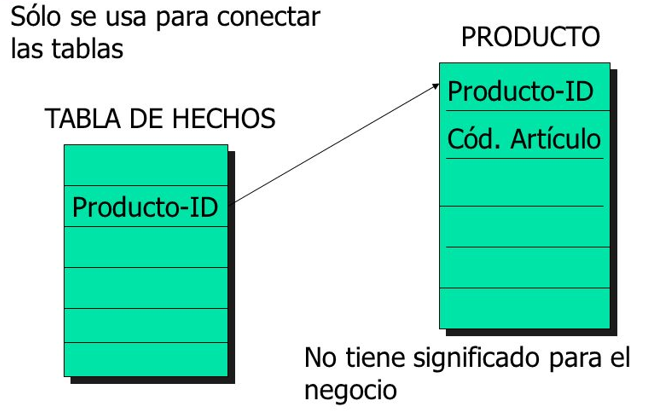 Sólo se usa para conectar
las tablas
PRODUCTO
Producto-ID
Cód. Artículo
TABLA DE HECHOS
Producto-ID
No tiene significado para el
negocio